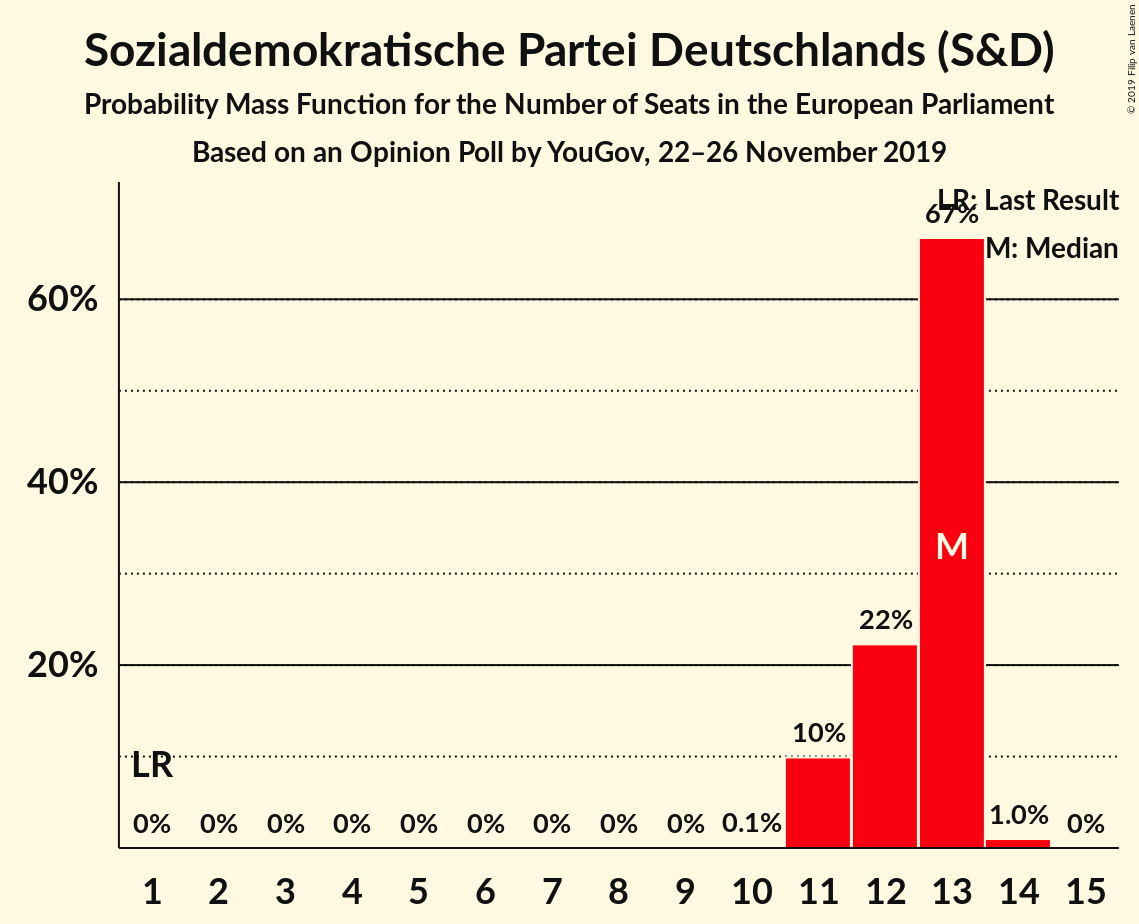 Sozialdemokratische Partei Deutschlands (S&D)
Probability Mass Function for the Number of Seats in the European Parliament
Based on an Opinion Poll by YouGov, 22–26 November 2019
© 2019 Filip van Laenen
LR: Last Result
M: Median
67%
60%
40%
20%
M
22%
10%
LR
0% 0% 0% 0% 0% 0% 0% 0% 0% 0.1% 1.0% 0%
1 2 3 4 5 6 7 8 9 10 11 12 13 14 15